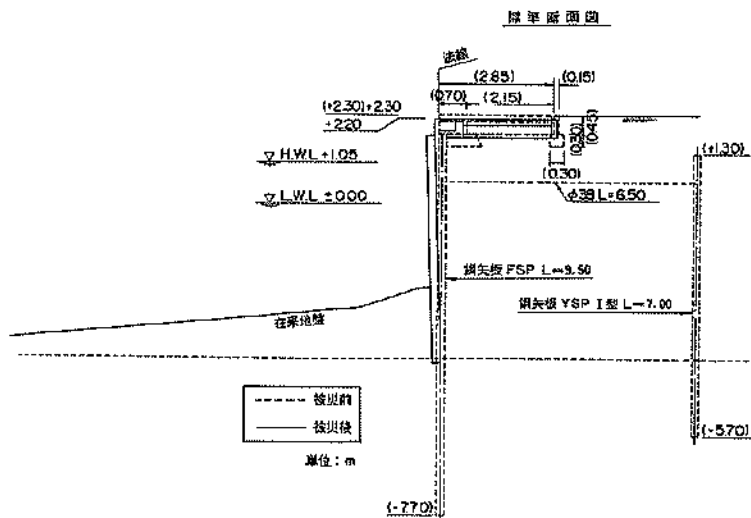 標準断面図
法線
(2.85)
(0.15)
(0.70)
(2.15)
(+2.30)+2.30
+2.20
(0.30)
(0.45)
H.W.L +1.05
(+1.30)
(0.30)
L.W.L ±0.00
φ38 L=6.50
鋼矢板 FSP L=9.50
鋼矢板 YSP I型 L=7.00
在来地盤
被災前
被災後
単位：m
(-5.70)
(-7.70)